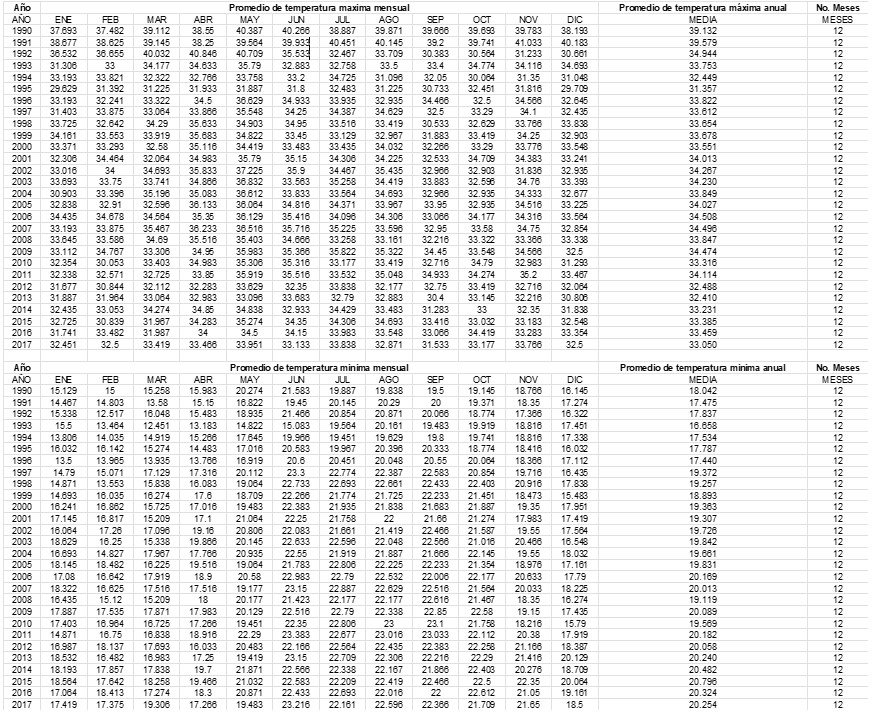 Año Promedio de temperatura maxima mensual Promedio de temperatura máxima anual No. Meses
AÑO ENE FEB MAR ABR MAY JUN JUL AGO SEP OCT NOV DIC MEDIA MESES
1990 37.693 37.482 39.112 38.55 40.387 40.266 38.887 39.871 39.666 39.693 39.783 38.193 39.132 12
1991 38.677 38.625 39.145 38.25 39.564 39.933 40.451 40.145 39.2 39.741 41.033 40.183 39.579 12
1992 36.532 36.655 40.032 40.846 40.709 35.533 32.467 33.709 30.383 30.564 31.233 30.661 34.944 12
1993 31.306 33 34.177 34.633 35.79 32.883 32.758 33.5 33.4 34.774 34.116 34.693 33.753 12
1994 33.193 33.821 32.322 32.766 33.758 33.2 34.725 31.096 32.05 30.064 31.35 31.048 32.449 12
1995 29.629 31.392 31.225 31.933 31.887 31.8 32.483 31.225 30.733 32.451 31.816 29.709 31.357 12
1996 33.193 32.241 33.322 34.5 36.629 34.933 33.935 32.935 34.466 32.5 34.566 32.645 33.822 12
1997 31.403 33.875 33.064 33.866 35.548 34.25 34.387 34.629 32.5 33.29 34.1 32.435 33.612 12
1998 33.725 32.642 34.29 35.633 34.903 34.95 33.516 33.419 30.533 32.629 33.766 33.838 33.654 12
1999 34.161 33.553 33.919 35.683 34.822 33.45 33.129 32.967 31.883 33.419 34.25 32.903 33.678 12
2000 33.371 33.293 32.58 35.116 34.419 33.483 33.435 34.032 32.266 33.29 33.776 33.548 33.551 12
2001 32.306 34.464 32.064 34.983 35.79 35.15 34.306 34.225 32.533 34.709 34.383 33.241 34.013 12
2002 33.016 34 34.693 35.833 37.225 35.9 34.467 35.435 32.966 32.903 31.836 32.935 34.267 12
2003 33.693 33.75 33.741 34.866 36.832 33.563 35.258 34.419 33.883 32.596 34.76 33.393 34.230 12
2004 30.903 33.396 35.196 35.083 36.612 33.833 33.564 34.693 32.966 32.935 34.333 32.677 33.849 12
2005 32.838 32.91 32.596 36.133 36.064 34.816 34.371 33.967 33.95 32.935 34.516 33.225 34.027 12
2006 34.435 34.678 34.564 35.35 36.129 35.416 34.096 34.306 33.066 34.177 34.316 33.564 34.508 12
2007 33.193 33.875 35.467 36.233 36.516 35.716 35.225 33.596 32.95 33.58 34.75 32.854 34.496 12
2008 33.645 33.586 34.69 35.516 35.403 34.666 33.258 33.161 32.216 33.322 33.366 33.338 33.847 12
2009 33.112 34.767 33.306 34.95 35.983 35.366 35.822 35.322 34.45 33.548 34.566 32.5 34.474 12
2010 32.354 30.053 33.403 34.983 35.306 35.316 33.177 33.419 32.716 34.79 32.983 31.293 33.316 12
2011 32.338 32.571 32.725 33.85 35.919 35.516 33.532 35.048 34.933 34.274 35.2 33.467 34.114 12
2012 31.677 30.844 32.112 32.283 33.629 32.35 33.838 32.177 32.75 33.419 32.716 32.064 32.488 12
2013 31.887 31.964 33.064 32.983 33.096 33.683 32.79 32.883 30.4 33.145 32.216 30.806 32.410 12
2014 32.435 33.053 34.274 34.85 34.838 32.933 34.429 33.483 31.283 33 32.35 31.838 33.231 12
2015 32.725 30.839 31.967 34.283 35.274 34.35 34.306 34.693 33.416 33.032 33.183 32.548 33.385 12
2016 31.741 33.482 31.987 34 34.5 34.15 33.983 33.548 33.066 34.419 33.283 33.354 33.459 12
2017 32.451 32.5 33.419 33.466 33.951 33.133 33.838 32.871 31.533 33.177 33.766 32.5 33.050 12
Año Promedio de temperatura minima mensual Promedio de temperatura minima anual No. Meses
AÑO ENE FEB MAR ABR MAY JUN JUL AGO SEP OCT NOV DIC MEDIA MESES
1990 15.129 15 15.258 15.983 20.274 21.583 19.887 19.838 19.5 19.145 18.766 16.145 18.042 12
1991 14.467 14.803 13.58 15.15 16.822 19.45 20.145 20.29 20 19.371 18.35 17.274 17.475 12
1992 15.338 12.517 16.048 15.483 18.935 21.466 20.854 20.871 20.066 18.774 17.366 16.322 17.837 12
1993 15.5 13.464 12.451 13.183 14.822 15.083 19.564 20.161 19.483 19.919 18.816 17.451 16.658 12
1994 13.806 14.035 14.919 15.266 17.645 19.966 19.451 19.629 19.8 19.741 18.816 17.338 17.534 12
1995 16.032 16.142 15.274 14.483 17.016 20.583 19.967 20.396 20.333 18.774 18.416 16.032 17.787 12
1996 13.5 13.965 13.935 13.766 16.919 20.6 20.451 20.048 20.55 20.064 18.366 17.112 17.440 12
1997 14.79 15.071 17.129 17.316 20.112 23.3 22.774 22.387 22.583 20.854 19.716 16.435 19.372 12
1998 14.871 13.553 15.838 16.083 19.064 22.733 22.693 22.661 22.433 22.403 20.916 17.838 19.257 12
1999 14.693 16.035 16.274 17.6 18.709 22.266 21.774 21.725 22.233 21.451 18.473 15.483 18.893 12
2000 16.241 16.862 15.725 17.016 19.483 22.383 21.935 21.838 21.683 21.887 19.35 17.951 19.363 12
2001 17.145 16.817 15.209 17.1 21.064 22.25 21.758 22 21.66 21.274 17.983 17.419 19.307 12
2002 16.064 17.26 17.096 19.16 20.806 22.083 21.661 21.419 22.466 21.587 19.55 17.564 19.726 12
2003 18.629 16.25 15.338 19.866 20.145 22.633 22.596 22.048 22.566 21.016 20.466 16.548 19.842 12
2004 16.693 14.827 17.967 17.766 20.935 22.55 21.919 21.887 21.666 22.145 19.55 18.032 19.661 12
2005 18.145 18.482 16.225 19.516 19.064 21.783 22.806 22.225 22.233 21.354 18.976 17.161 19.831 12
2006 17.08 16.642 17.919 18.9 20.58 22.983 22.79 22.532 22.006 22.177 20.633 17.79 20.169 12
2007 18.322 16.625 17.516 17.516 19.177 23.15 22.887 22.629 22.516 21.564 20.033 18.225 20.013 12
2008 16.435 15.12 15.209 18 20.177 21.423 22.177 22.177 22.616 21.467 18.35 16.274 19.119 12
2009 17.887 17.535 17.871 17.983 20.129 22.516 22.79 22.338 22.85 22.58 19.15 17.435 20.089 12
2010 17.403 16.964 16.725 17.266 19.451 22.35 22.806 23 23.1 21.758 18.216 15.79 19.569 12
2011 14.871 16.75 16.838 18.916 22.29 23.383 22.677 23.016 23.033 22.112 20.38 17.919 20.182 12
2012 16.987 18.137 17.693 16.033 20.483 22.166 22.564 22.435 22.383 22.258 21.166 18.387 20.058 12
2013 18.532 16.482 16.983 17.25 19.419 23.15 22.709 22.306 22.216 22.29 21.416 20.129 20.240 12
2014 18.193 17.857 17.838 19.7 21.871 22.566 22.338 22.167 21.866 22.403 20.276 18.709 20.482 12
2015 18.564 17.642 18.258 19.466 21.032 22.583 22.209 22.419 22.466 22.5 22.35 20.064 20.796 12
2016 17.064 18.413 17.274 18.3 20.871 22.433 22.693 22.016 22 22.612 21.05 19.161 20.324 12
2017 17.419 17.375 19.306 17.266 19.483 23.216 22.161 22.596 22.366 21.709 21.65 18.5 20.254 12